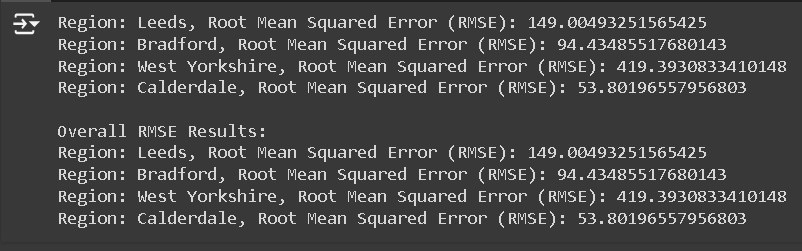 Region: Leeds, Root Mean Squared Error (RMSE): 149.00493251565425
Region: Bradford, Root Mean Squared Error (RMSE): 94.43485517680143
Region: West Yorkshire, Root Mean Squared Error (RMSE): 419.3930833410148
Region: Calderdale, Root Mean Squared Error (RMSE): 53.80196557956803
Overall RMSE Results:
Region: Leeds, Root Mean Squared Error (RMSE): 149.00493251565425
Region: Bradford, Root Mean Squared Error (RMSE): 94.43485517680143
Region: West Yorkshire, Root Mean Squared Error (RMSE): 419.3930833410148
Region: Calderdale, Root Mean Squared Error (RMSE): 53.80196557956803